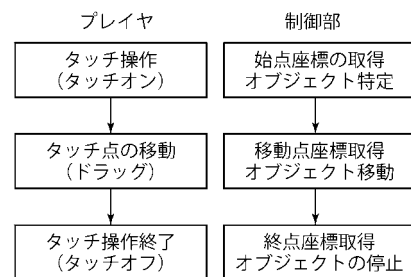 プレイヤ
制御部
タッチ操作
（タッチオン）
始点座標の取得
オブジェクト特定
タッチ点の移動
（ドラッグ）
移動点座標取得
オブジェクト移動
タッチ操作終了
（タッチオフ）
終点座標取得
オブジェクトの停止